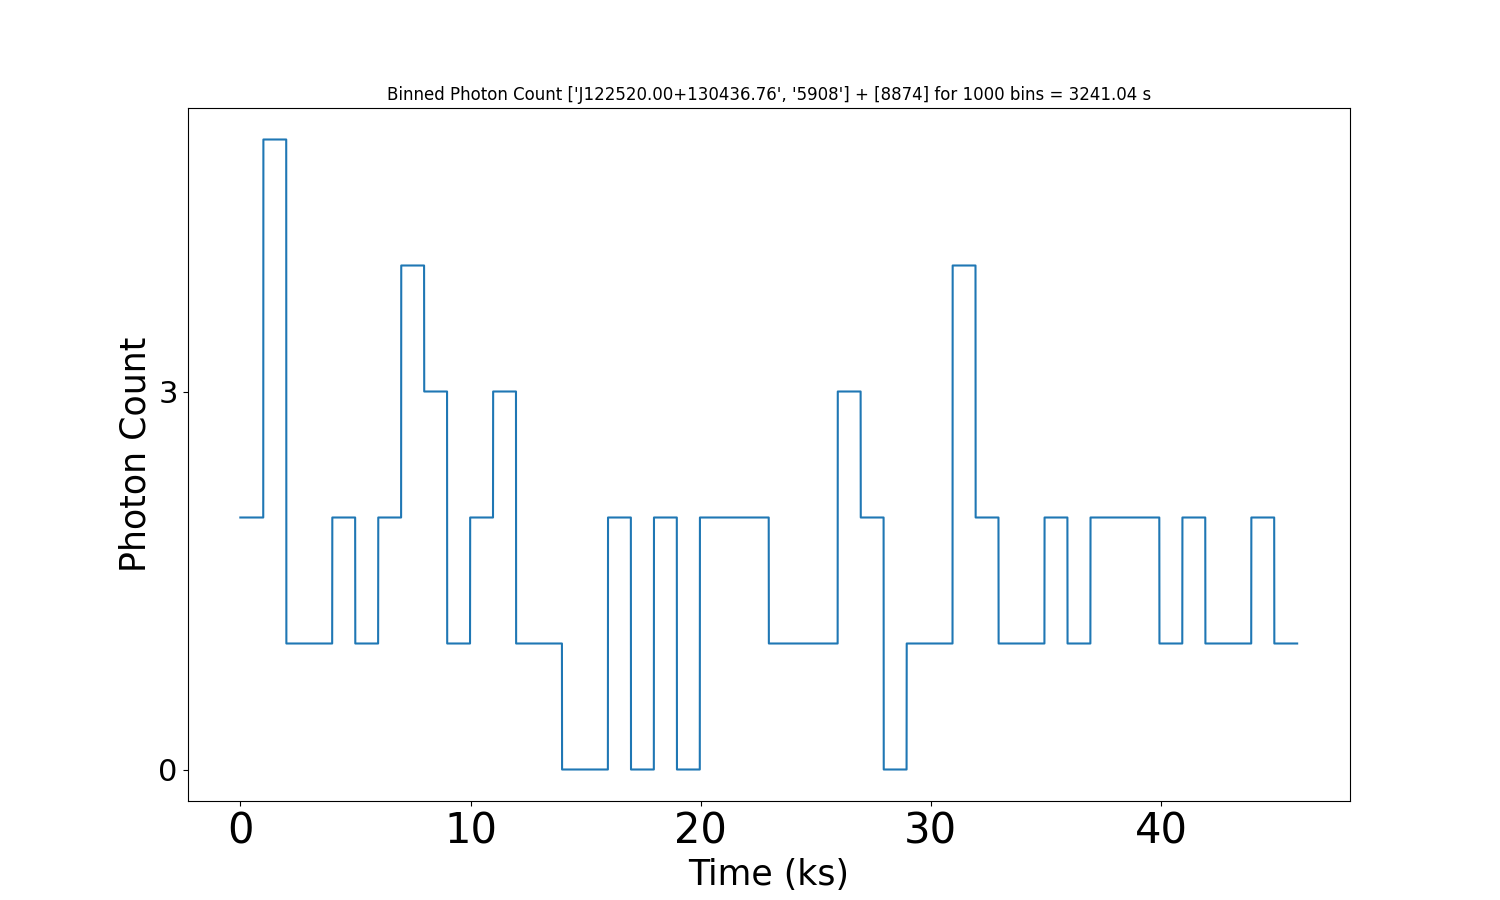 Binned Photon Count ['J122520.00+130436.76', '5908'] + [8874] for 1000 bins = 3241.04 s
Photon Count
3
0
0 10 20 30 40
Time (ks)